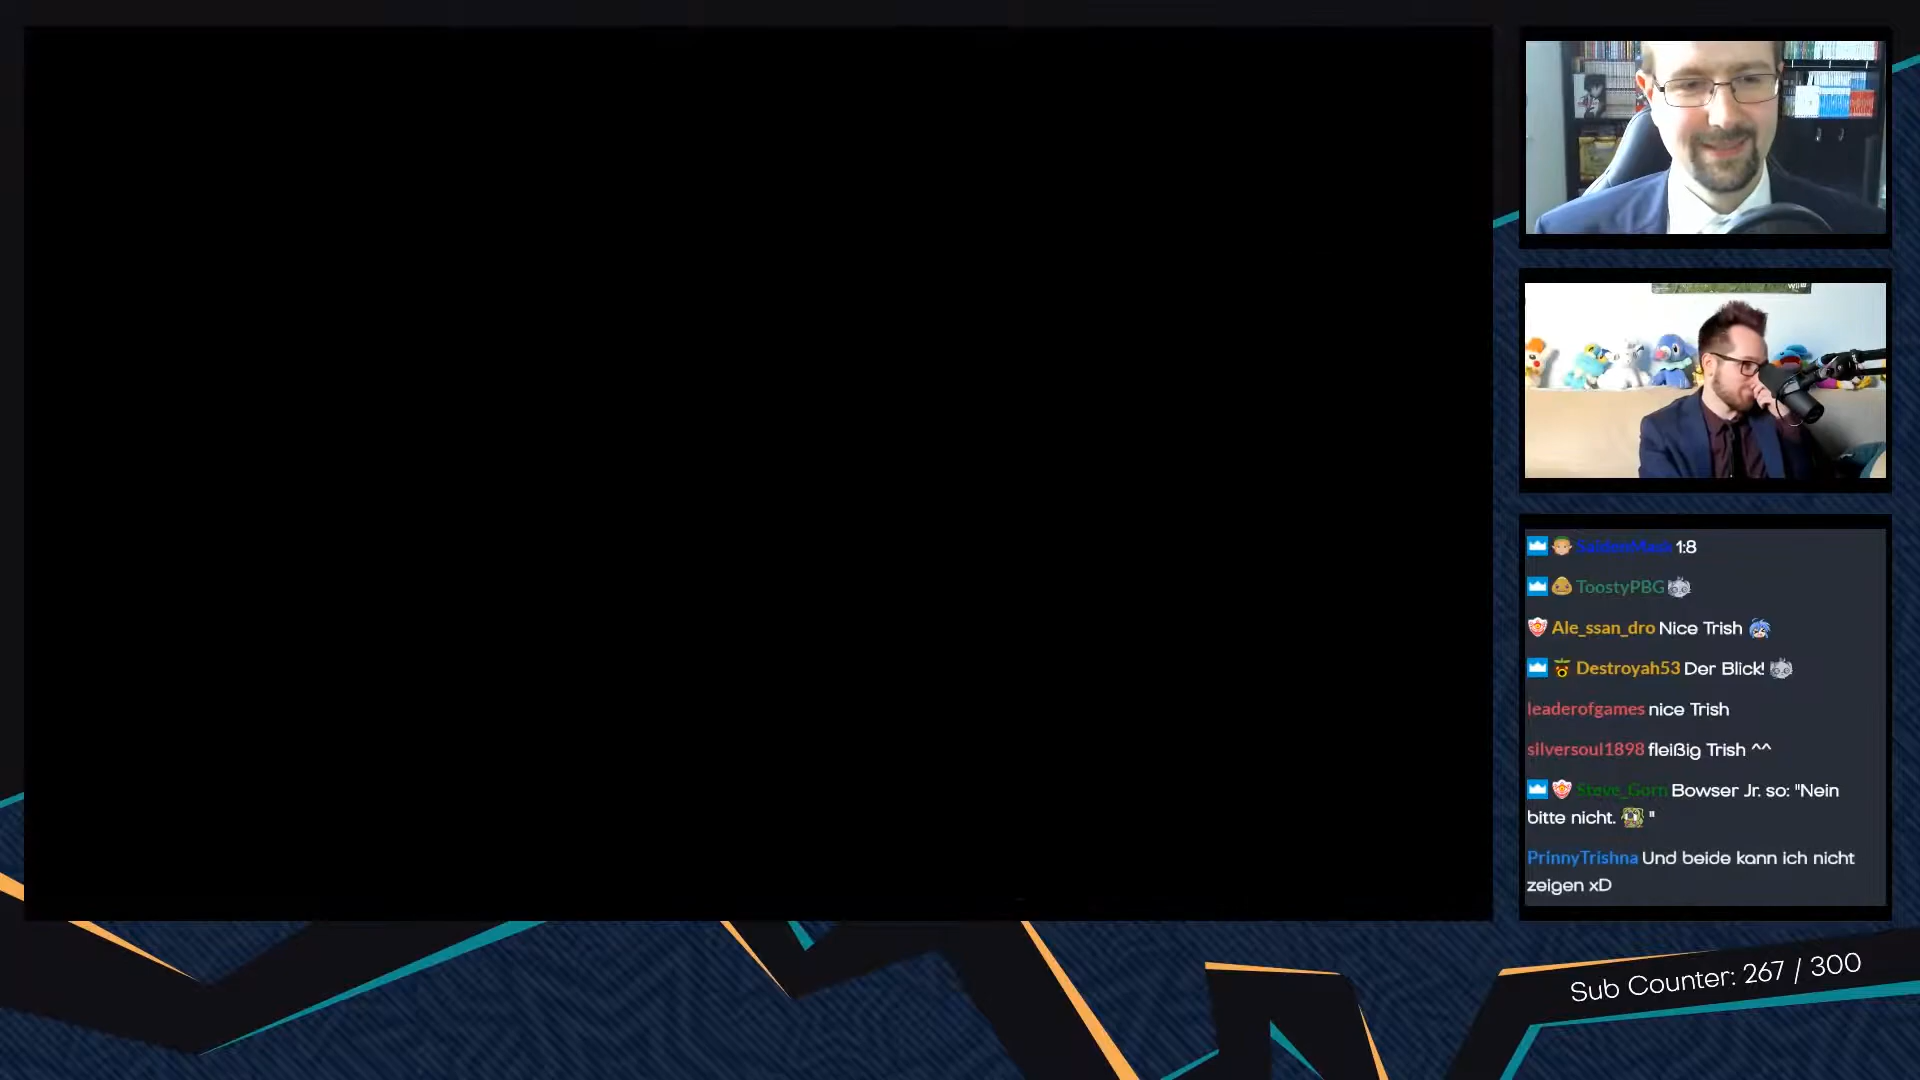 1:8
ToostyPBG
Ale_ssan_dro Nice Trish
Destroyah53 Der Blick!
leaderofgames nice Trish
silversoul1898 fleißig Trish ^^
Steve_Gorn Bowser Jr. so: "Nein
bitte nicht. "
PrinnyTrishna Und beide kann ich nicht
zeigen xD
Sub Counter: 267 / 300